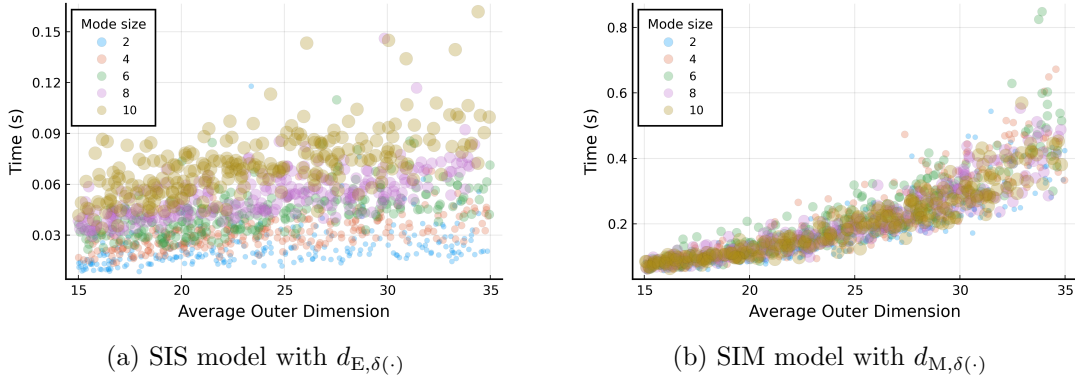 Time (s)
0.15
0.12
0.09
0.06
0.03
Mode size
2
4
6
8
10
15 20 25 30 35
Average Outer Dimension
(a) SIS model with d_{E,δ(·)}
Time (s)
0.8
0.6
0.4
0.2
Mode size
2
4
6
8
10
15 20 25 30 35
Average Outer Dimension
(b) SIM model with d_{M,δ(·)}